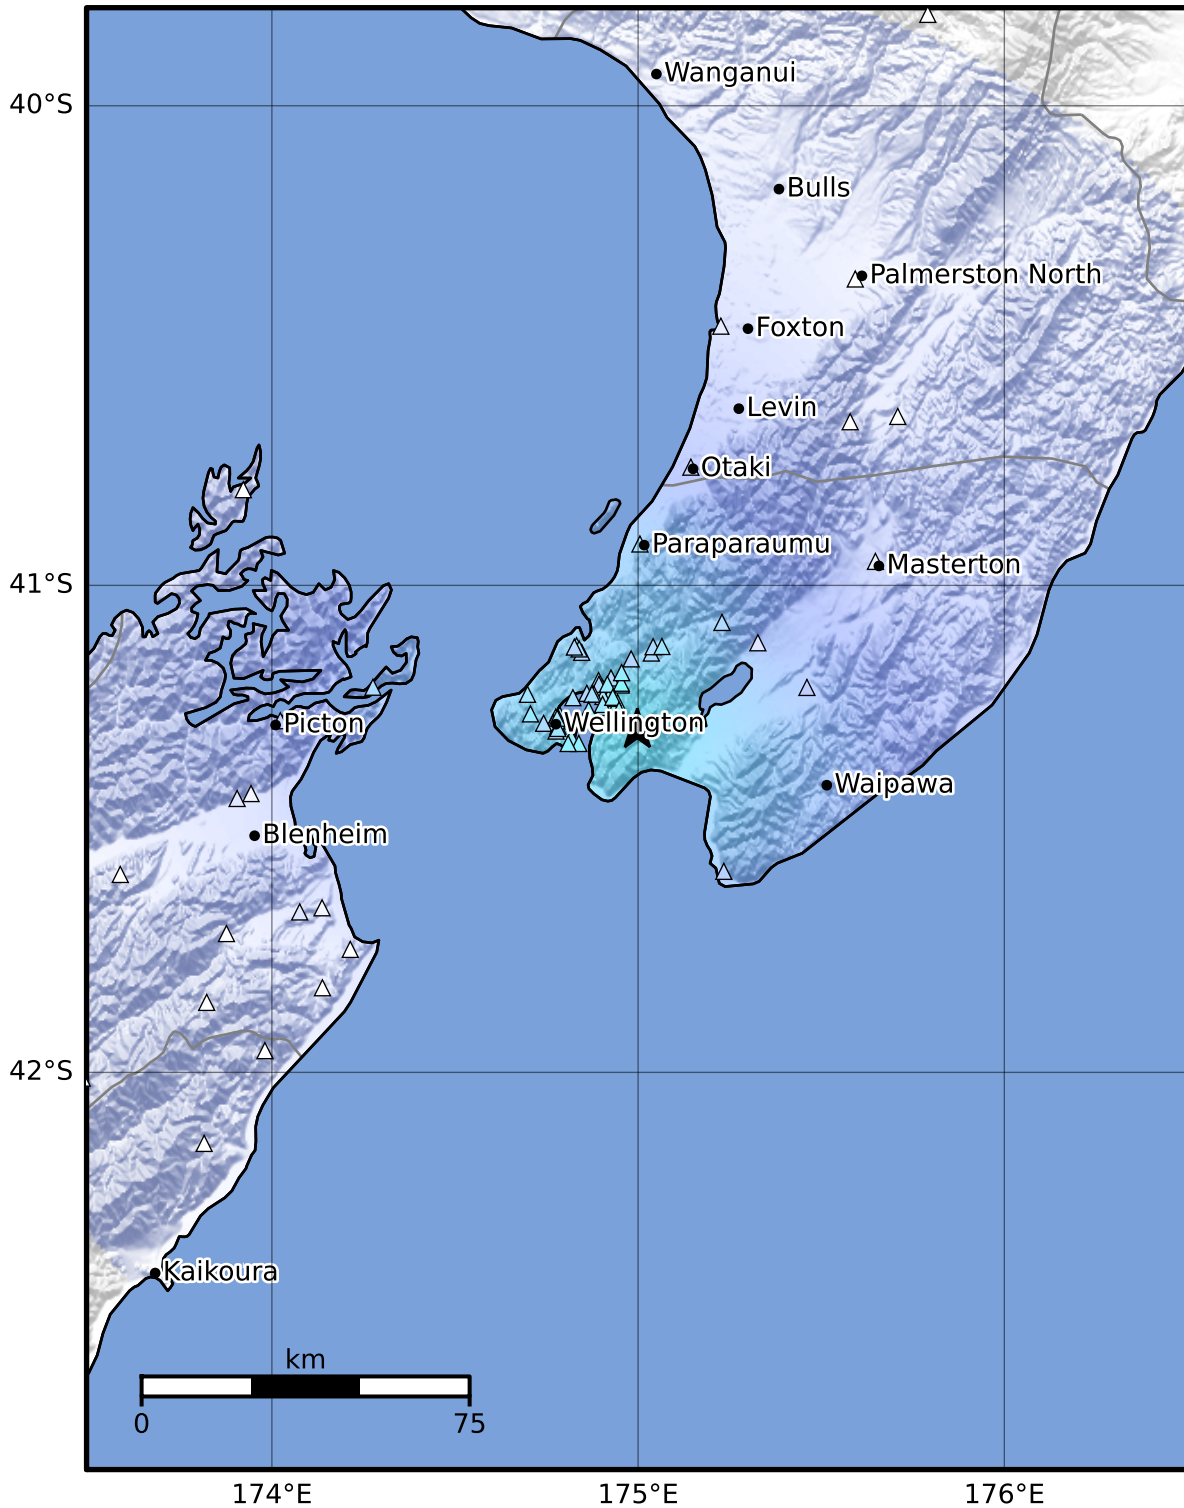 Wanganui
40°S
Bulls
Palmerston North
Foxton
Levin
Otaki
Paraparaumu
Masterton
41°S
Wellington
Picton
Waipawa
Blenheim
42°S
Kaikoura
km
0 75
174°E 175°E 176°E